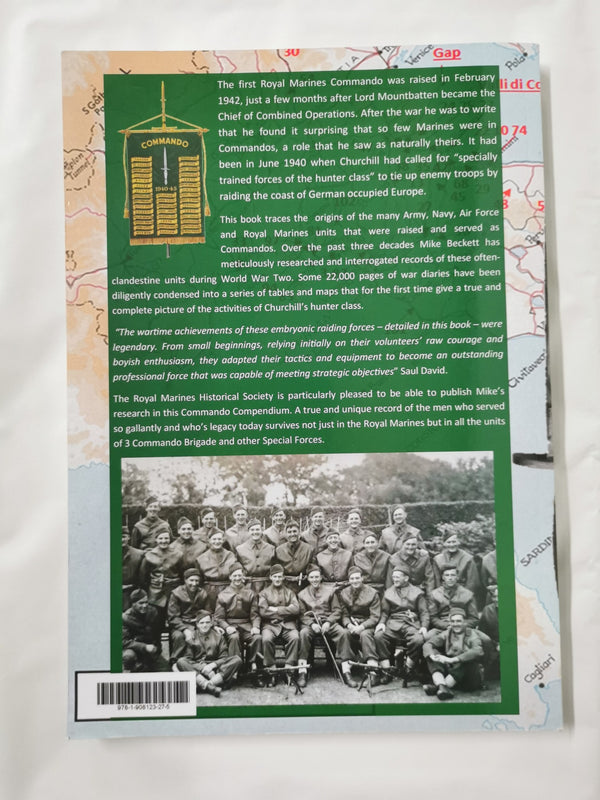 30
Gap
Venice
Pola
The first Royal Marines Commando was raised in February
1942, just a few months after Lord Mountbatten became the
Chief of Combined Operations. After the war he was to write
that he found it surprising that so few Marines were in
Commandos, a role that he saw as naturally theirs. It had
been in June 1940 when Churchill had called for “specially
trained forces of the hunter class” to tie up enemy troops by
raiding the coast of German occupied Europe.
COMMANDO
1940-45
This book traces the origins of the many Army, Navy, Air Force
and Royal Marines units that were raised and served as
Commandos. Over the past three decades Mike Beckett has
meticulously researched and interrogated records of these often-
clandestine units during World War Two. Some 22,000 pages of war diaries have been
diligently condensed into a series of tables and maps that for the first time give a true and
complete picture of the activities of Churchill’s hunter class.
“The wartime achievements of these embryonic raiding forces – detailed in this book – were
legendary. From small beginnings, relying initially on their volunteers’ raw courage and
boyish enthusiasm, they adapted their tactics and equipment to become an outstanding
professional force that was capable of meeting strategic objectives” Saul David.
The Royal Marines Historical Society is particularly pleased to be able to publish Mike’s
research in this Commando Compendium. A true and unique record of the men who served
so gallantly and who’s legacy today survives not just in the Royal Marines but in all the units
of 3 Commando Brigade and other Special Forces.
li di Co
74
Civitavec
SARDIN
Cagliari
978-1-908123-27-6